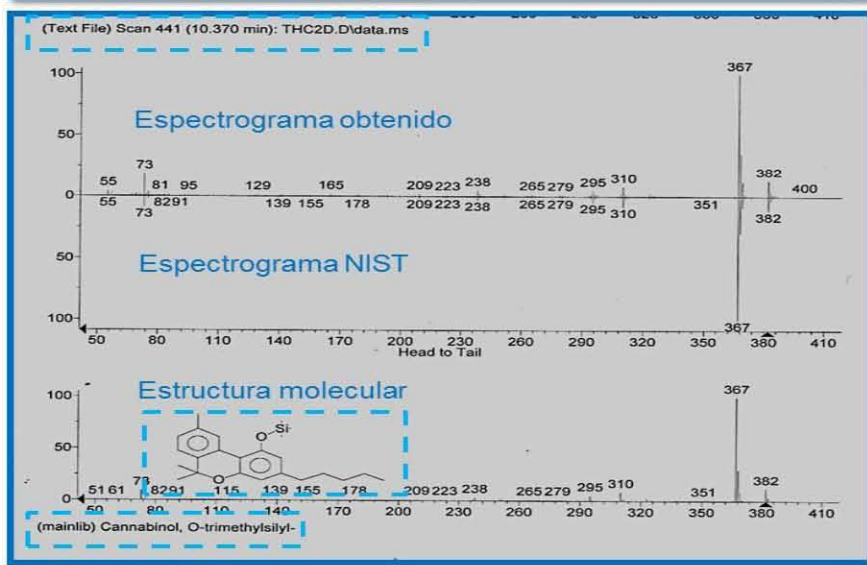 (Text File) Scan 441 (10.370 min): THC2D.D\data.ms
100
367
Espectrograma obtenido
50
73
55 81 95 129 165 209 223 238 265 279 295 310 382 400
0
55 73 8291 139 155 178 209 223 238 265 279 295 310 351 382
50
Espectrograma NIST
100
367
50 80 110 140 170 200 230 260 290 320 350 380 410
Head to Tail
100
Estructura molecular
367
O Si
50
O
73
51 61 8291 115 139 155 178 209 238 265 279 295 310 351 382
0
50 80 110 140 170 200 230 260 290 320 350 380 410
(mainlib) Cannabinol, O-trimethylsilyl-